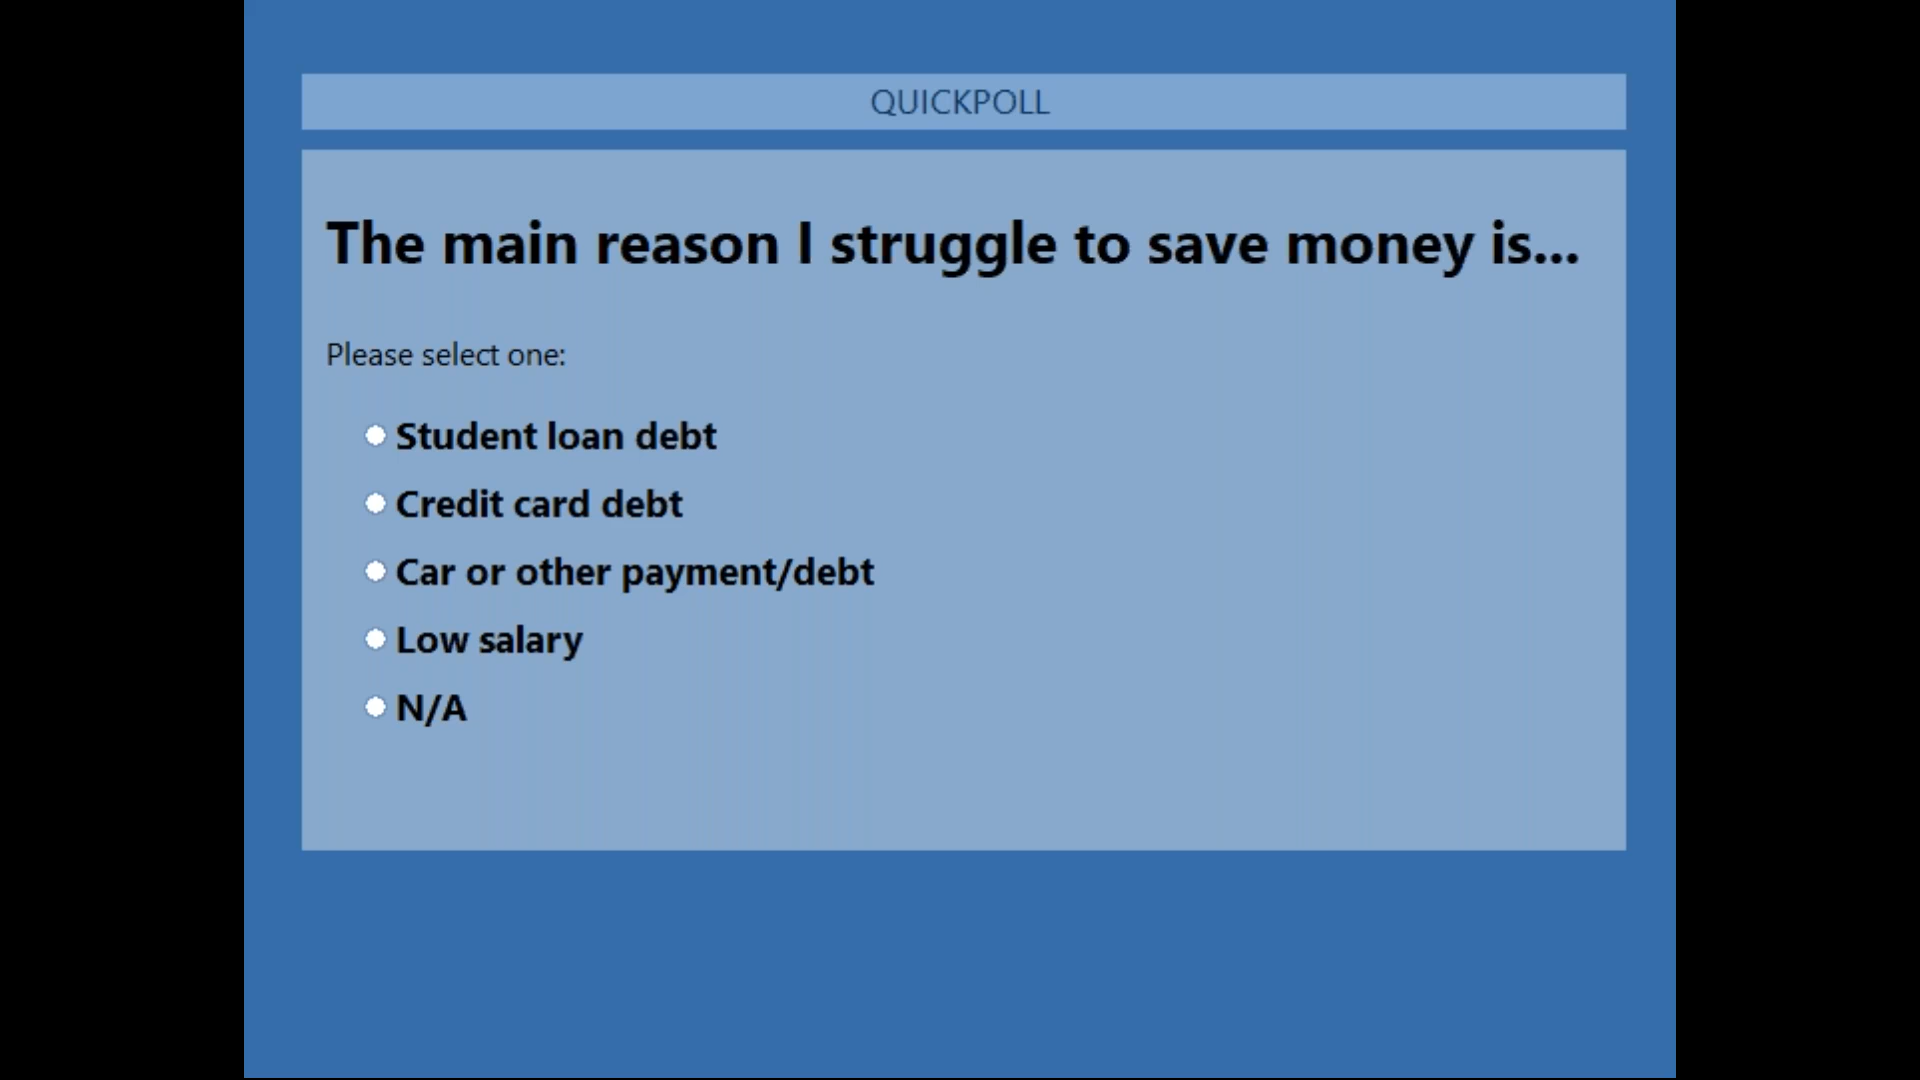 QUICKPOLL
The main reason I struggle to save money is...
Please select one:
Student loan debt
Credit card debt
Car or other payment/debt
Low salary
N/A